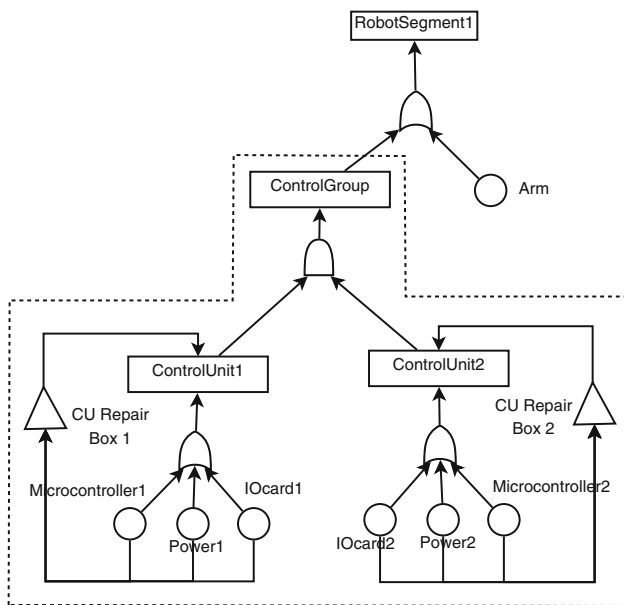 RobotSegment1
ControlGroup
Arm
ControlUnit1
ControlUnit2
CU Repair
Box 1
CU Repair
Box 2
Microcontroller1
IOcard1
Power1
Microcontroller2
IOcard2
Power2